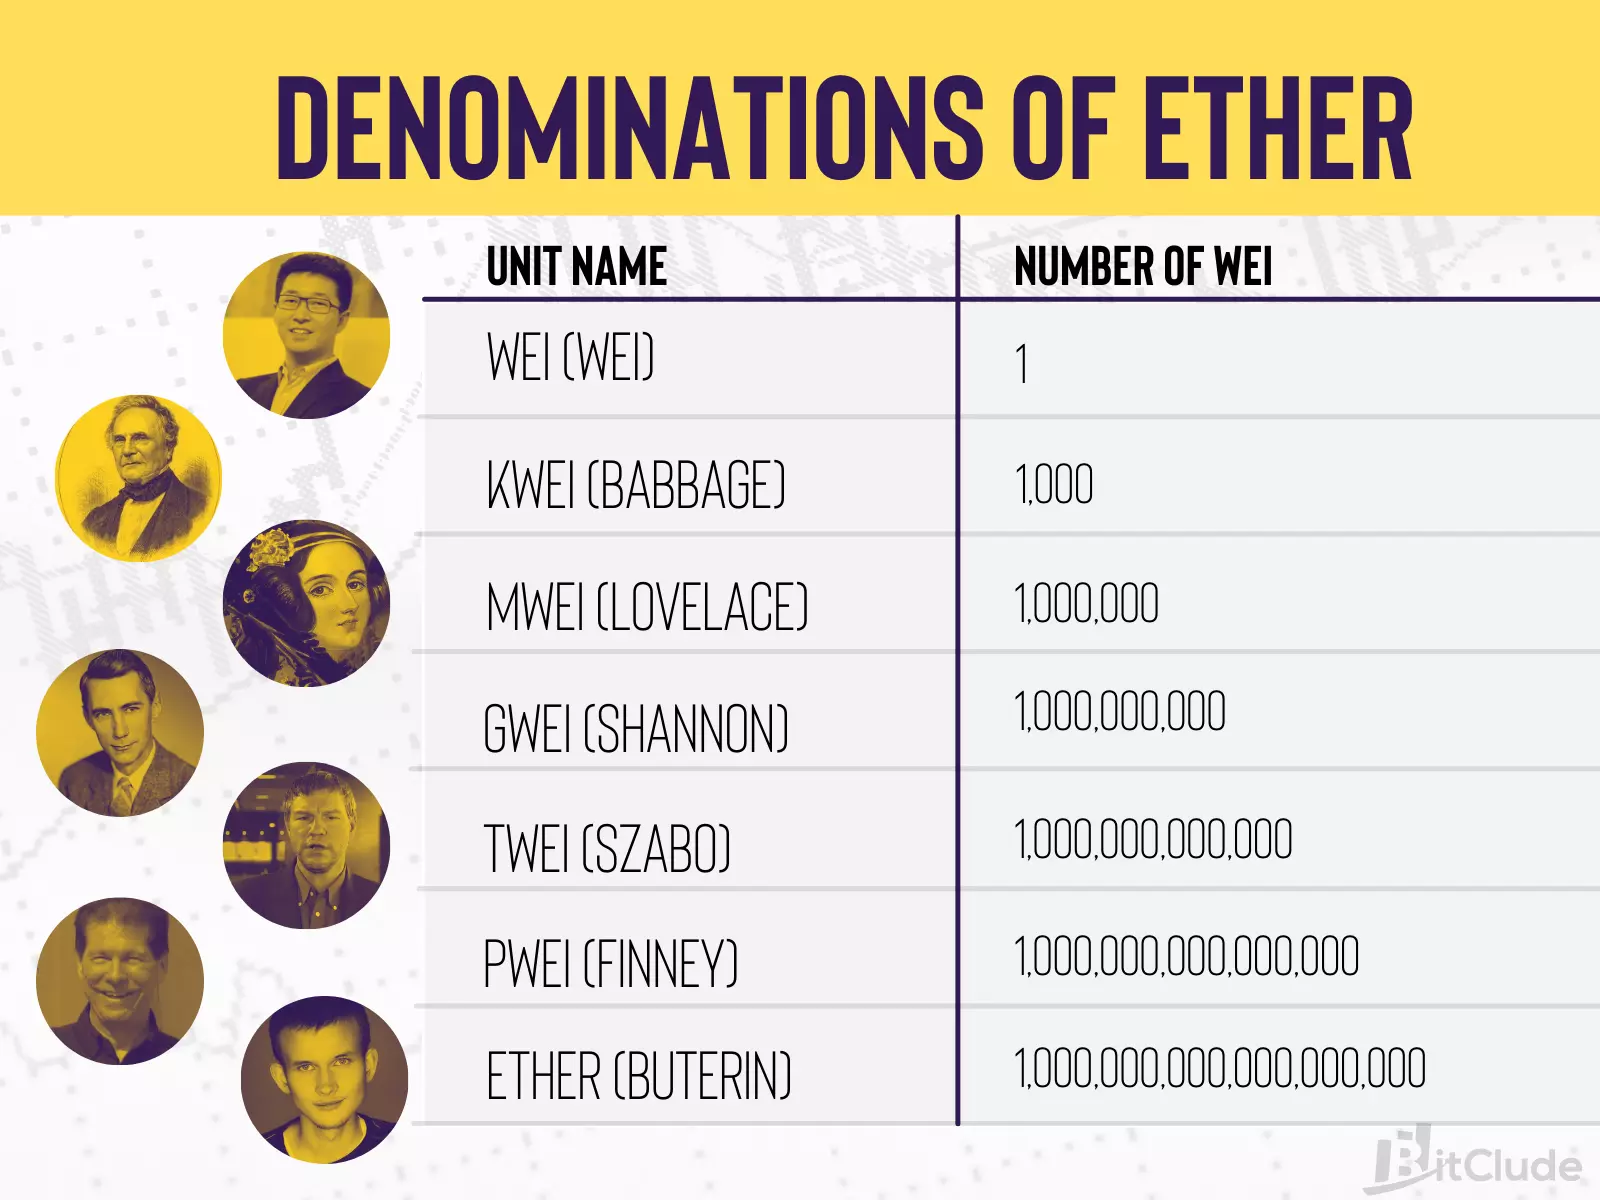 DENOMINATIONS OF ETHER
UNIT NAME NUMBER OF WEI
WEI (WEI) 1
KWEI (BABBAGE) 1,000
MWEI (LOVELACE) 1,000,000
GWEI (SHANNON) 1,000,000,000
TWEI (SZABO) 1,000,000,000,000
PWEI (FINNEY) 1,000,000,000,000,000
ETHER (BUTERIN) 1,000,000,000,000,000,000
BitClude